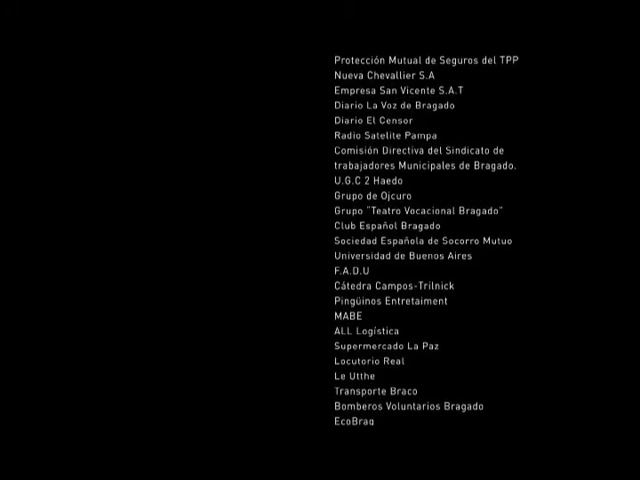 Protección Mutual de Seguros del TPP
Nueva Chevallier S.A
Empresa San Vicente S.A.T
Diario La Voz de Bragado
Diario El Censor
Radio Satelite Pampa
Comisión Directiva del Sindicato de
trabajadores Municipales de Bragado.
U.G.C 2 Haedo
Grupo de Ojcuro
Grupo "Teatro Vocacional Bragado"
Club Español Bragado
Sociedad Española de Socorro Mutuo
Universidad de Buenos Aires
F.A.D.U
Cátedra Campos-Trilnick
Pingüinos Entretaiment
MABE
ALL Logística
Supermercado La Paz
Locutorio Real
Le Utthe
Transporte Braco
Bomberos Voluntarios Bragado
EcoBrag